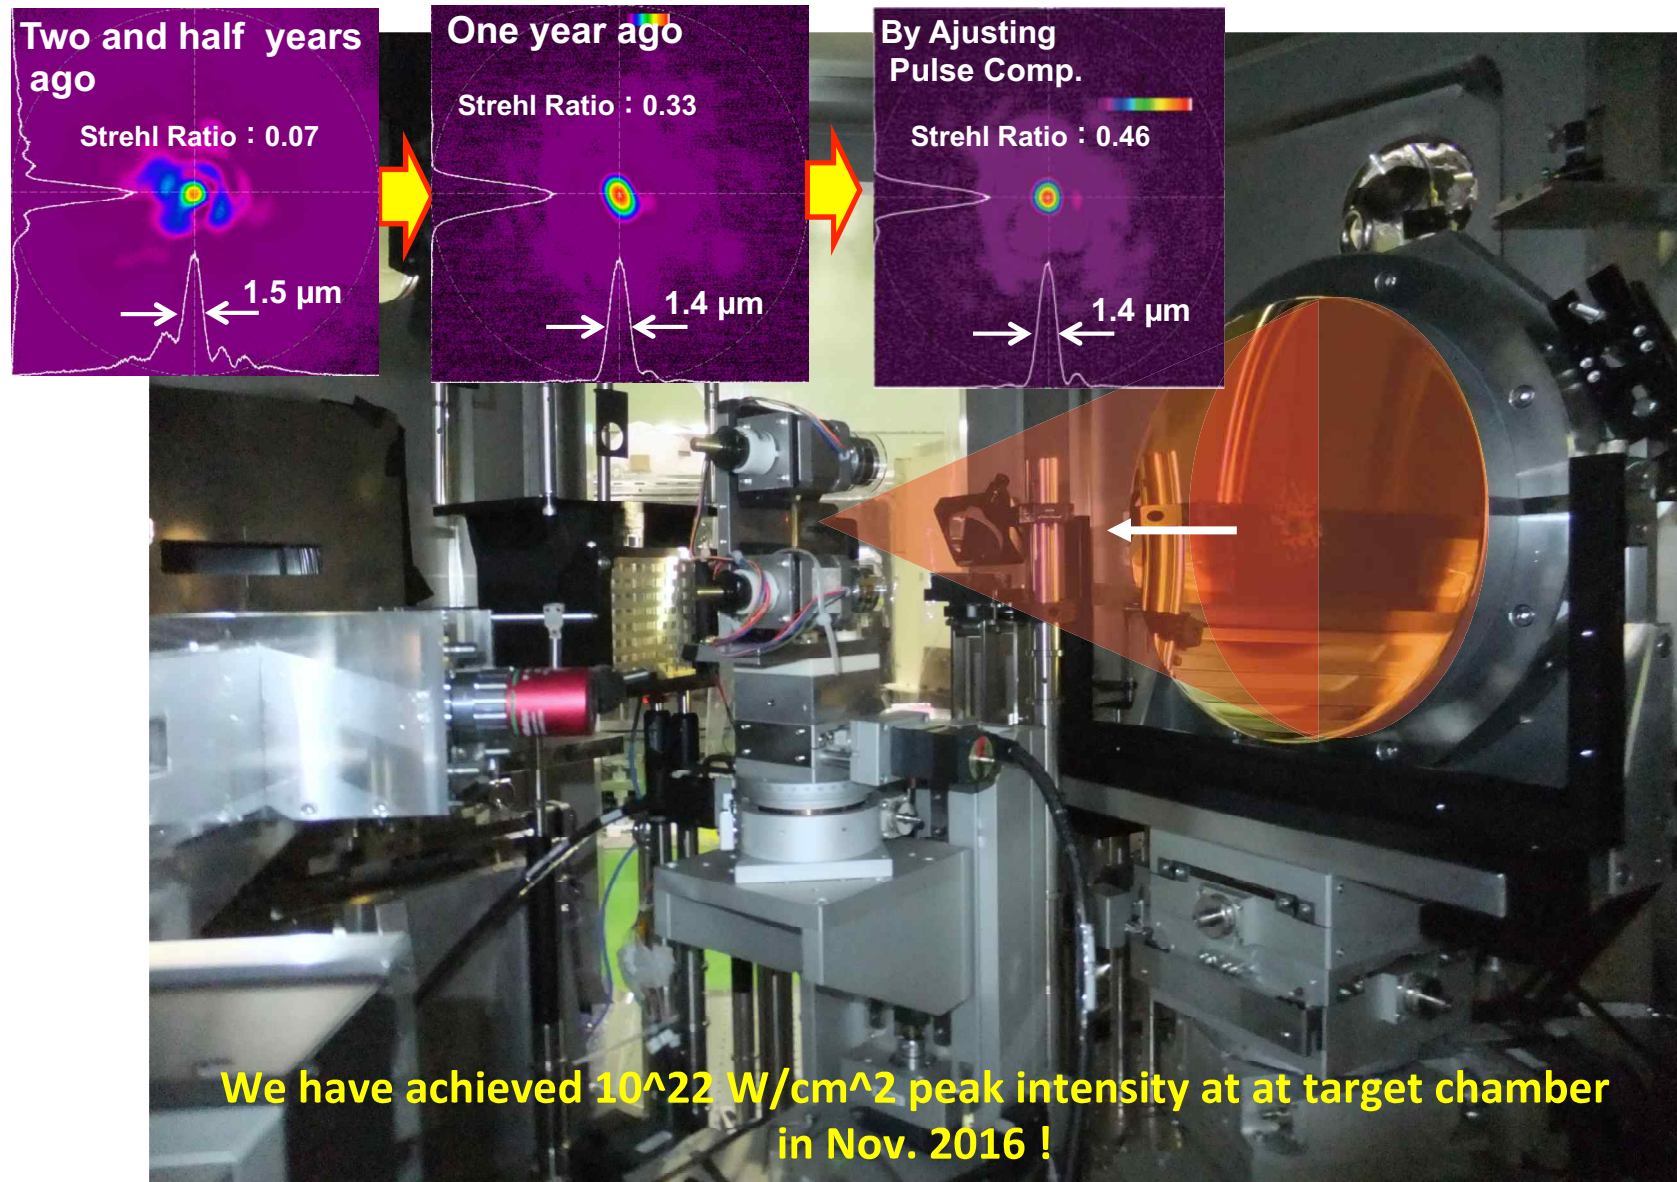 Two and half years
ago
Strehl Ratio：0.07
1.5 µm
One year ago
Strehl Ratio：0.33
1.4 µm
By Ajusting
Pulse Comp.
Strehl Ratio：0.46
1.4 µm
We have achieved 10^22 W/cm^2 peak intensity at at target chamber
in Nov. 2016 !